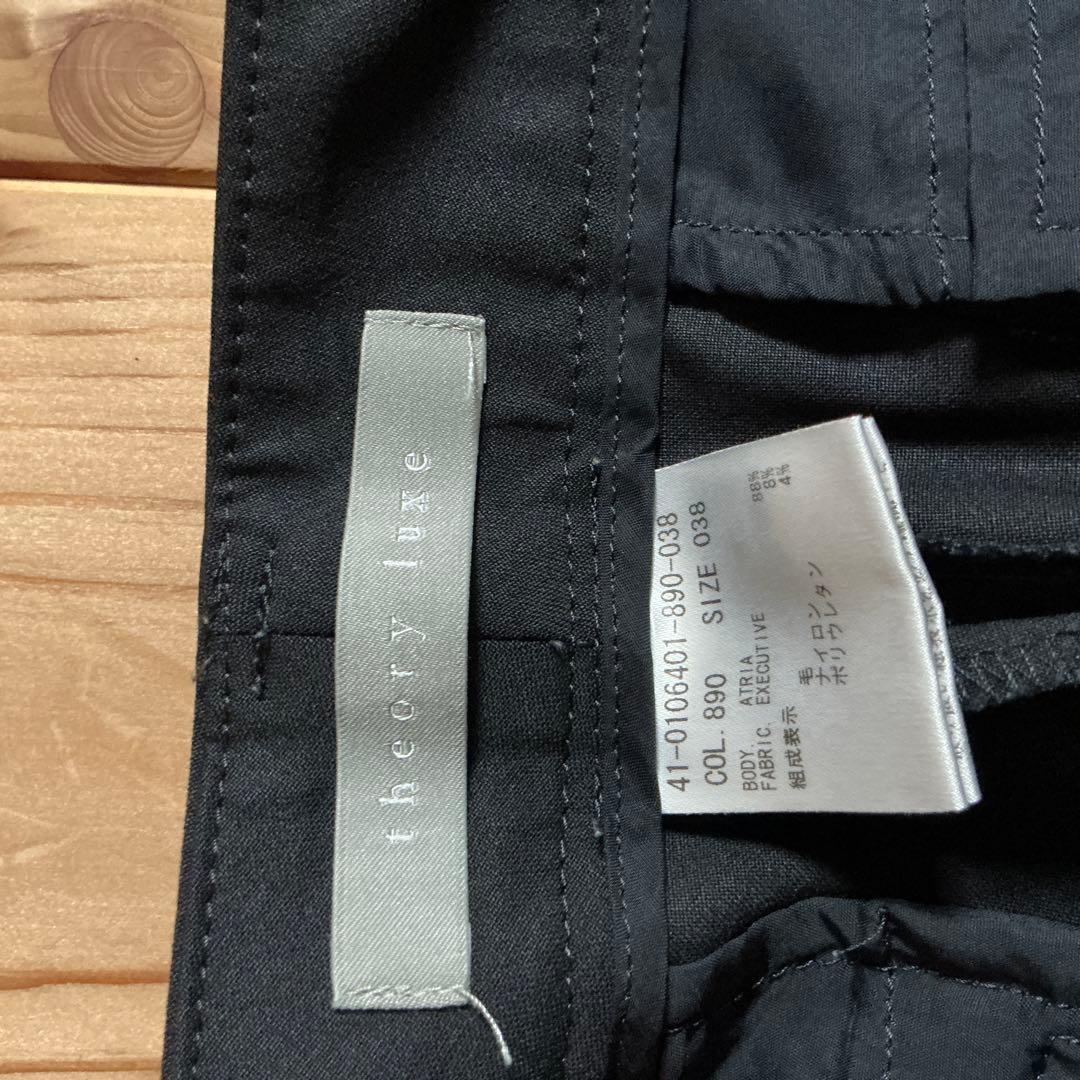 theory luxe
41-0106401-890-038
COL. 890 SIZE 038
BODY. ATRIA
FABRIC. EXECUTIVE
組成表示
毛 88%
ナイロン 8%
ポリウレタン 4%